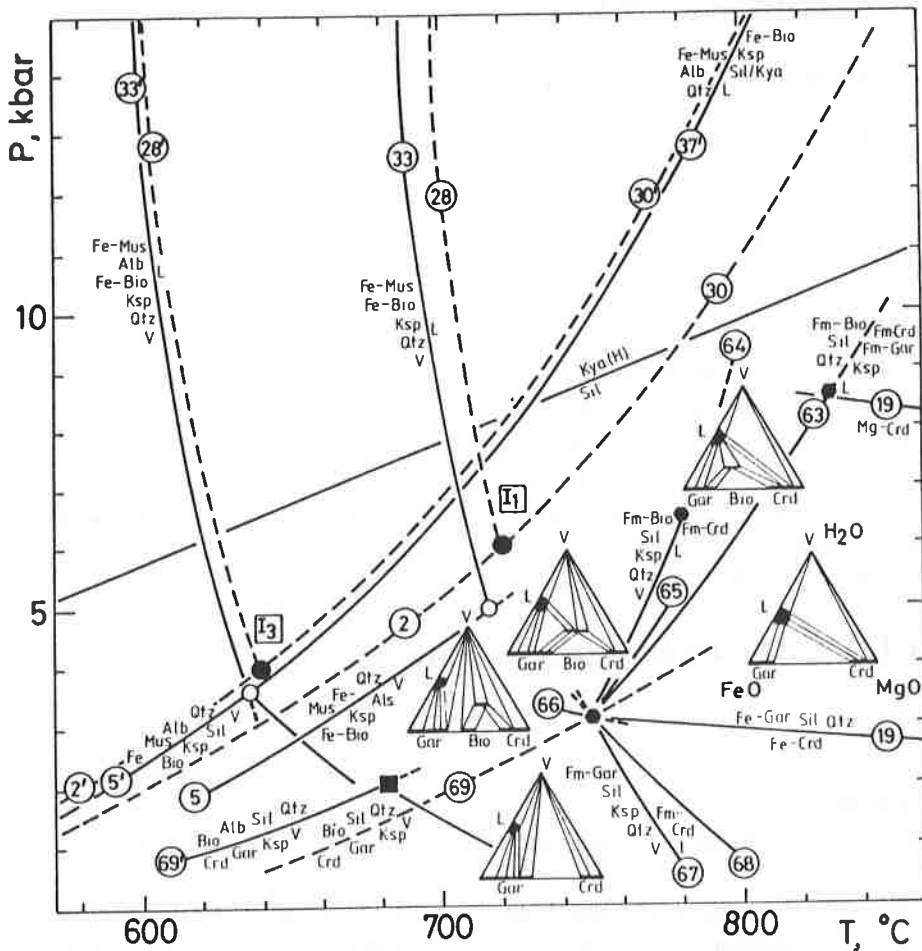 P, kbar
33'
28'
33
28
Fe-Mus Ksp
Fe-Bio
Alb Sil/Kya
Qtz L
37'
30'
30
10
5
Fe-Mus
Alb L
Fe-Bio
Ksp
Qtz
V
Fe-Mus
Fe-Bio
Ksp L
Qtz
V
Kya(H)
Sil
64
Fm-Bio FmCrd
Sil Fm-Gar
Qtz Ksp
L
63
19
Mg-Crd
V
L
Gar Bio Crd
I1
I3
Fm-Bio
Fm-Crd
Sil
Ksp L
Qtz
V
65
V H2O
L
Gar Crd
FeO MgO
V
L
Gar Bio Crd
2
V
L
Gar Bio Crd
Qtz V
Fe- Als
Mus Ksp
Fe-Bio
Alb Qtz
Mus V
Fe Ksp Sil
Bio
66
Fe-Gar Sil Qtz
Fe-Crd
19
2'
5'
5
69
Fm-Gar
Sil
Ksp Fm-
Qtz Crd
V L
V
L
Gar Crd
Alb Sil Qtz
Bio Ksp V
Crd Gar
69'
Bio Sil Qtz
Crd Gar Ksp V
67
68
600
700
800
T, °C